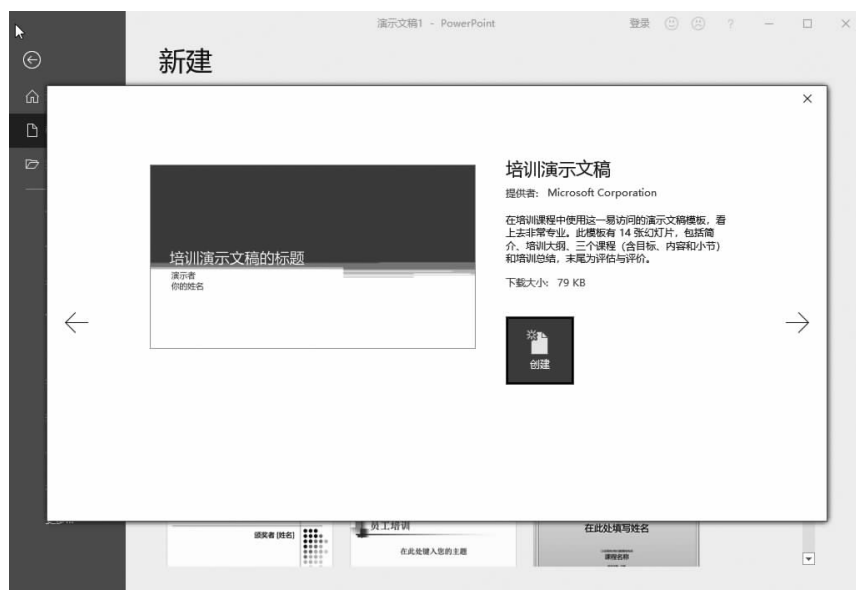 演示文稿1 - PowerPoint
登录
?
新建
培训演示文稿
提供者: Microsoft Corporation
在培训课程中使用这一易访问的演示文稿模板，看
上去非常专业。此模板有 14 张幻灯片，包括简
介、培训大纲、三个课程（含目标、内容和小节）
和培训总结，末尾为评估与评价。
下载大小: 79 KB
创建
培训演示文稿的标题
演示者
你的姓名
颁奖者 [姓名]
员工培训
在此处键入您的主题
在此处填写姓名
课程名称